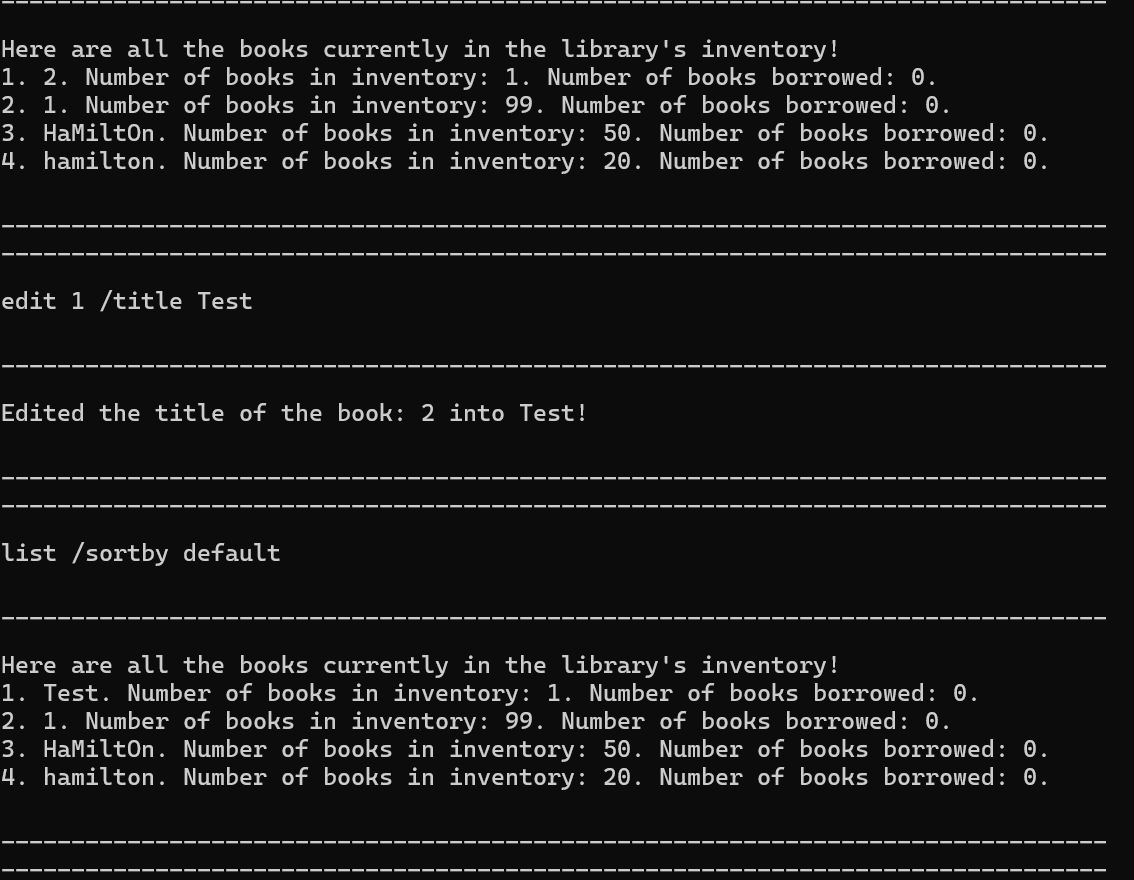 -------------------------------------------------------------------------------
Here are all the books currently in the library's inventory!
1. 2. Number of books in inventory: 1. Number of books borrowed: 0.
2. 1. Number of books in inventory: 99. Number of books borrowed: 0.
3. HaMiltOn. Number of books in inventory: 50. Number of books borrowed: 0.
4. hamilton. Number of books in inventory: 20. Number of books borrowed: 0.
-------------------------------------------------------------------------------
-------------------------------------------------------------------------------
edit 1 /title Test
-------------------------------------------------------------------------------
Edited the title of the book: 2 into Test!
-------------------------------------------------------------------------------
-------------------------------------------------------------------------------
list /sortby default
-------------------------------------------------------------------------------
Here are all the books currently in the library's inventory!
1. Test. Number of books in inventory: 1. Number of books borrowed: 0.
2. 1. Number of books in inventory: 99. Number of books borrowed: 0.
3. HaMiltOn. Number of books in inventory: 50. Number of books borrowed: 0.
4. hamilton. Number of books in inventory: 20. Number of books borrowed: 0.
-------------------------------------------------------------------------------
-------------------------------------------------------------------------------